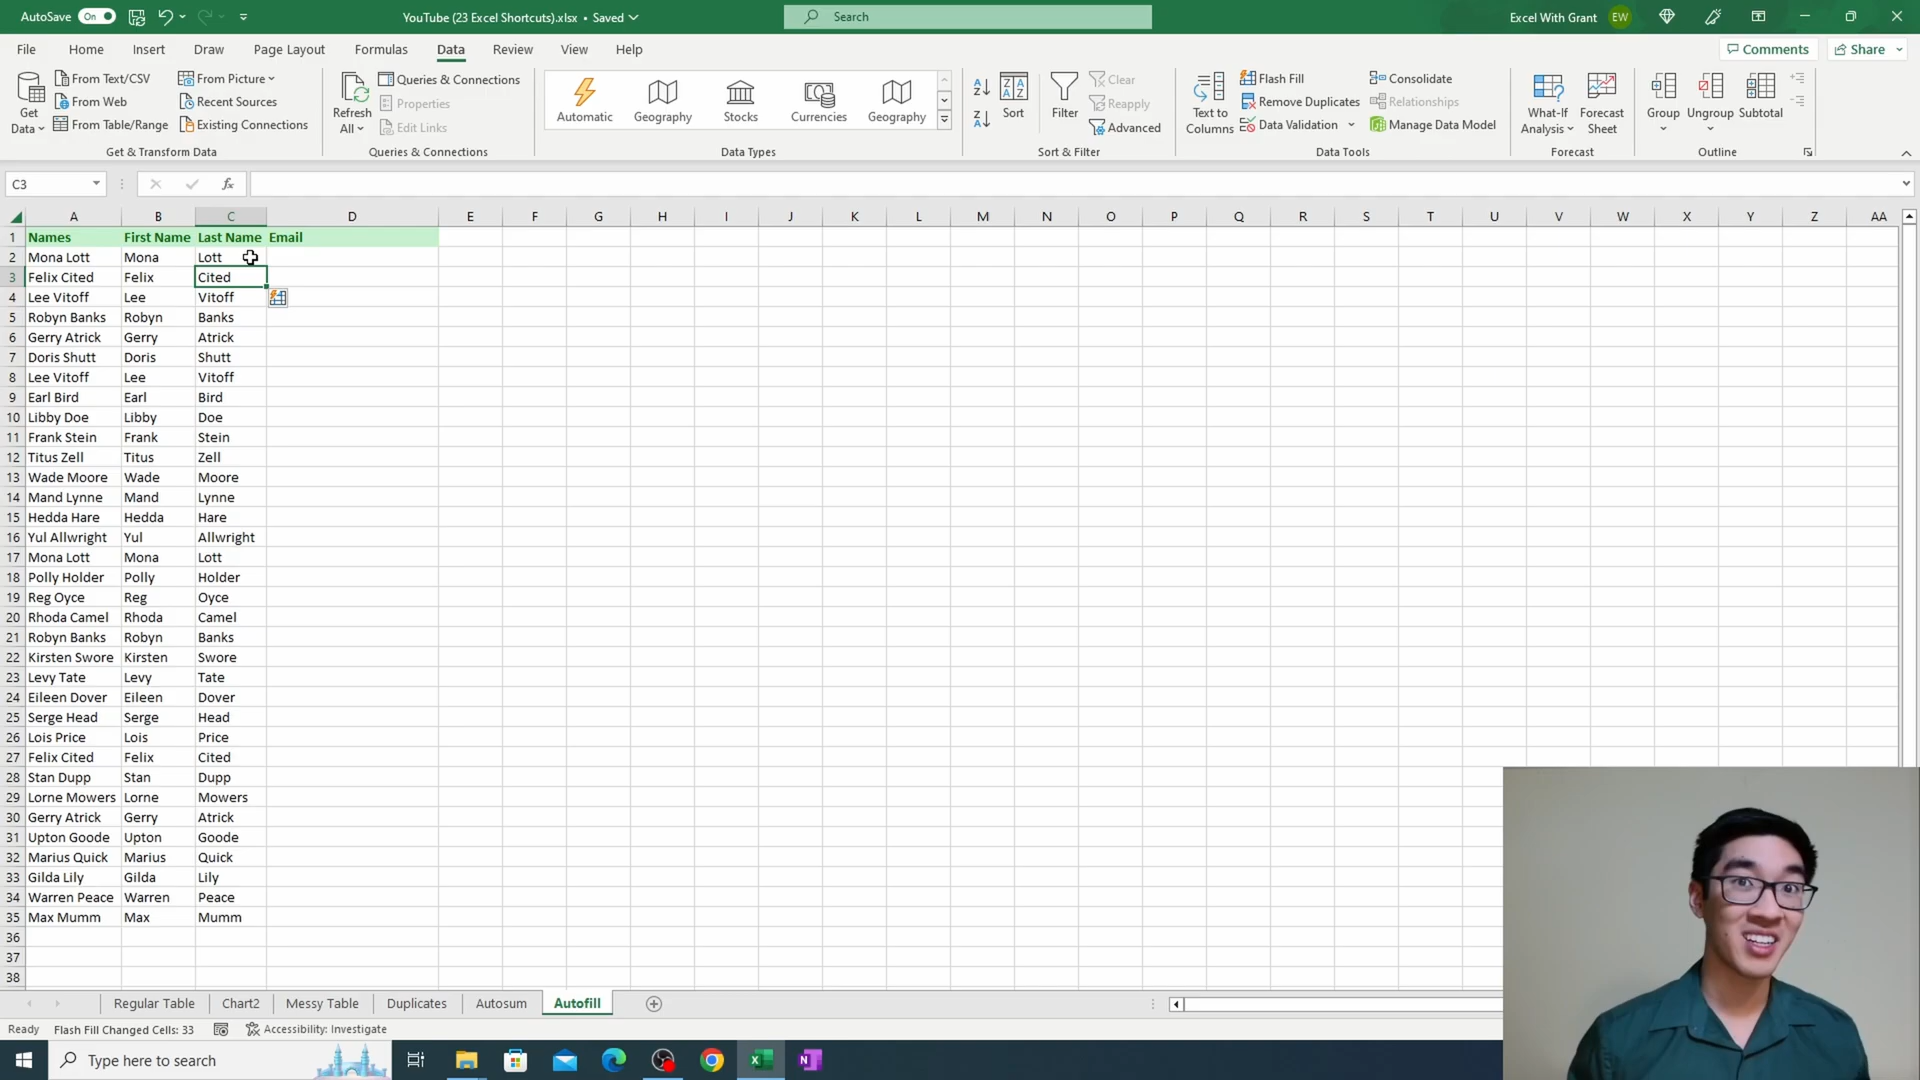 AutoSave On YouTube (23 Excel Shortcuts).xlsx • Saved Search Excel With Grant EW
File Home Insert Draw Page Layout Formulas Data Review View Help Comments Share
Get Data
From Text/CSV
From Web
From Table/Range
From Picture
Recent Sources
Existing Connections
Get & Transform Data
Refresh All
Queries & Connections
Properties
Edit Links
Queries & Connections
Automatic Geography Stocks Currencies Geography
Data Types
Sort
Filter
Clear
Reapply
Advanced
Sort & Filter
Text to Columns
Flash Fill
Remove Duplicates
Data Validation
Consolidate
Relationships
Manage Data Model
Data Tools
What-If Analysis
Forecast Sheet
Forecast
Group Ungroup Subtotal
Outline
C3 fx
A B C D E F G H I J K L M N O P Q R S T U V W X Y Z AA
1 Names First Name Last Name Email
2 Mona Lott Mona Lott
3 Felix Cited Felix Cited
4 Lee Vitoff Lee Vitoff
5 Robyn Banks Robyn Banks
6 Gerry Atrick Gerry Atrick
7 Doris Shutt Doris Shutt
8 Lee Vitoff Lee Vitoff
9 Earl Bird Earl Bird
10 Libby Doe Libby Doe
11 Frank Stein Frank Stein
12 Titus Zell Titus Zell
13 Wade Moore Wade Moore
14 Mand Lynne Mand Lynne
15 Hedda Hare Hedda Hare
16 Yul Allwright Yul Allwright
17 Mona Lott Mona Lott
18 Polly Holder Polly Holder
19 Reg Oyce Reg Oyce
20 Rhoda Camel Rhoda Camel
21 Robyn Banks Robyn Banks
22 Kirsten Swore Kirsten Swore
23 Levy Tate Levy Tate
24 Eileen Dover Eileen Dover
25 Serge Head Serge Head
26 Lois Price Lois Price
27 Felix Cited Felix Cited
28 Stan Dupp Stan Dupp
29 Lorne Mowers Lorne Mowers
30 Gerry Atrick Gerry Atrick
31 Upton Goode Upton Goode
32 Marius Quick Marius Quick
33 Gilda Lily Gilda Lily
34 Warren Peace Warren Peace
35 Max Mumm Max Mumm
36
37
38
Regular Table Chart2 Messy Table Duplicates Autosum Autofill
Ready Flash Fill Changed Cells: 33 Accessibility: Investigate
Type here to search